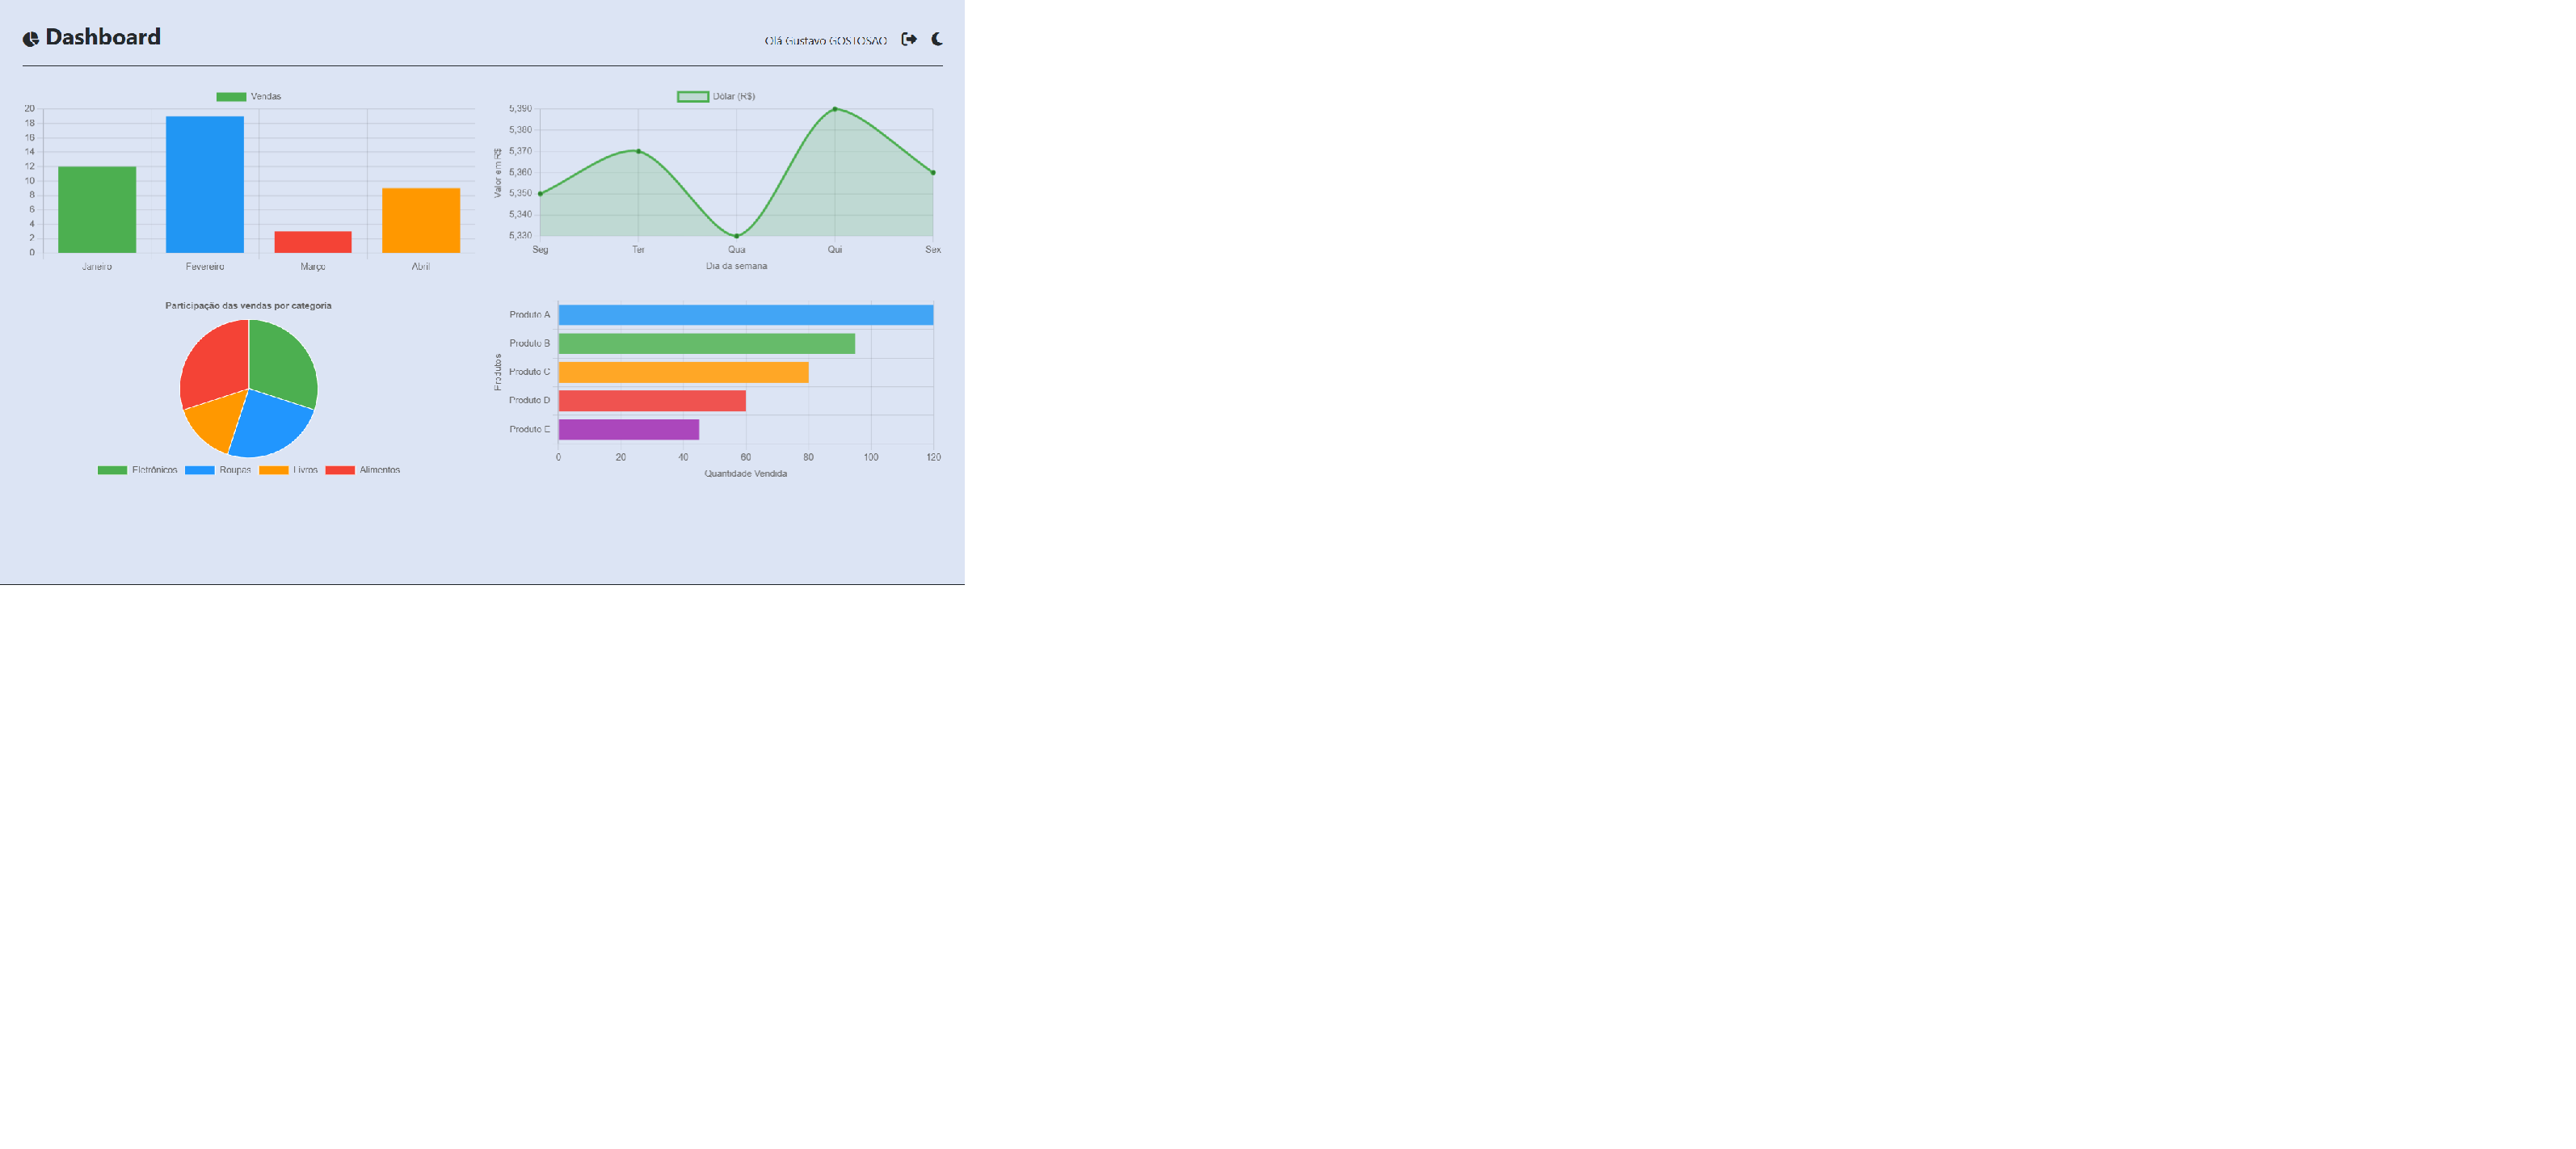 Dashboard
Olá Gustavo GOSTOSAO
Vendas
20
18
16
14
12
10
8
6
4
2
0
Janeiro Fevereiro Março Abril
Dólar (R$)
Valor em R$
5,390
5,380
5,370
5,360
5,350
5,340
5,330
Seg Ter Qua Qui Sex
Dia da semana
Participação das vendas por categoria
Eletrônicos Roupas Livros Alimentos
Produtos
Produto A
Produto B
Produto C
Produto D
Produto E
0 20 40 60 80 100 120
Quantidade Vendida